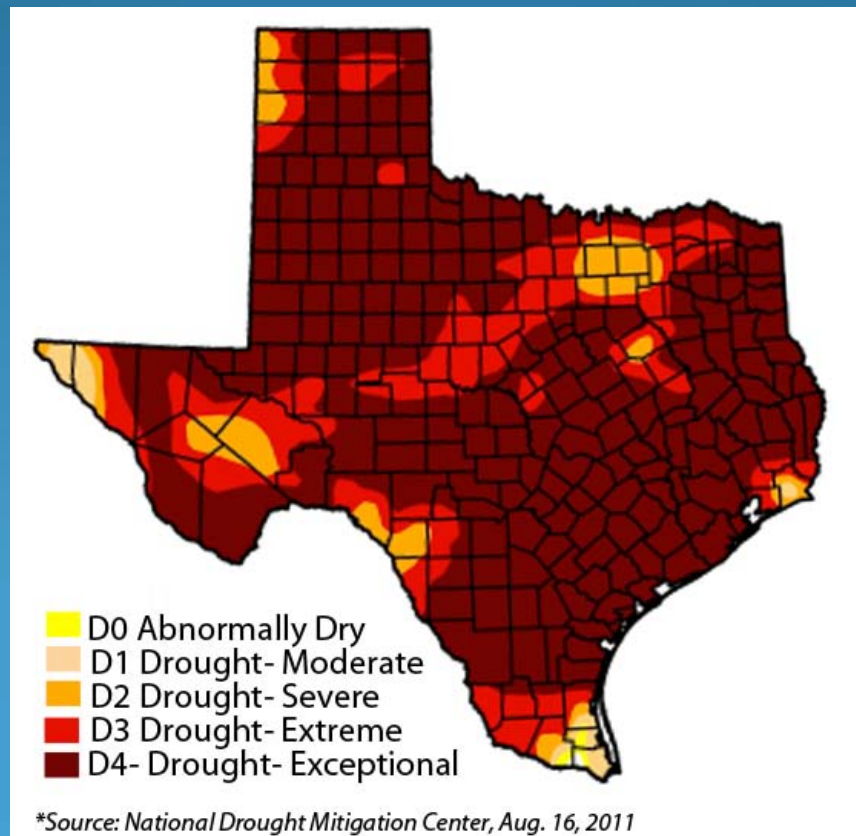 D0 Abnormally Dry
D1 Drought- Moderate
D2 Drought- Severe
D3 Drought- Extreme
D4- Drought- Exceptional
*Source: National Drought Mitigation Center, Aug. 16, 2011